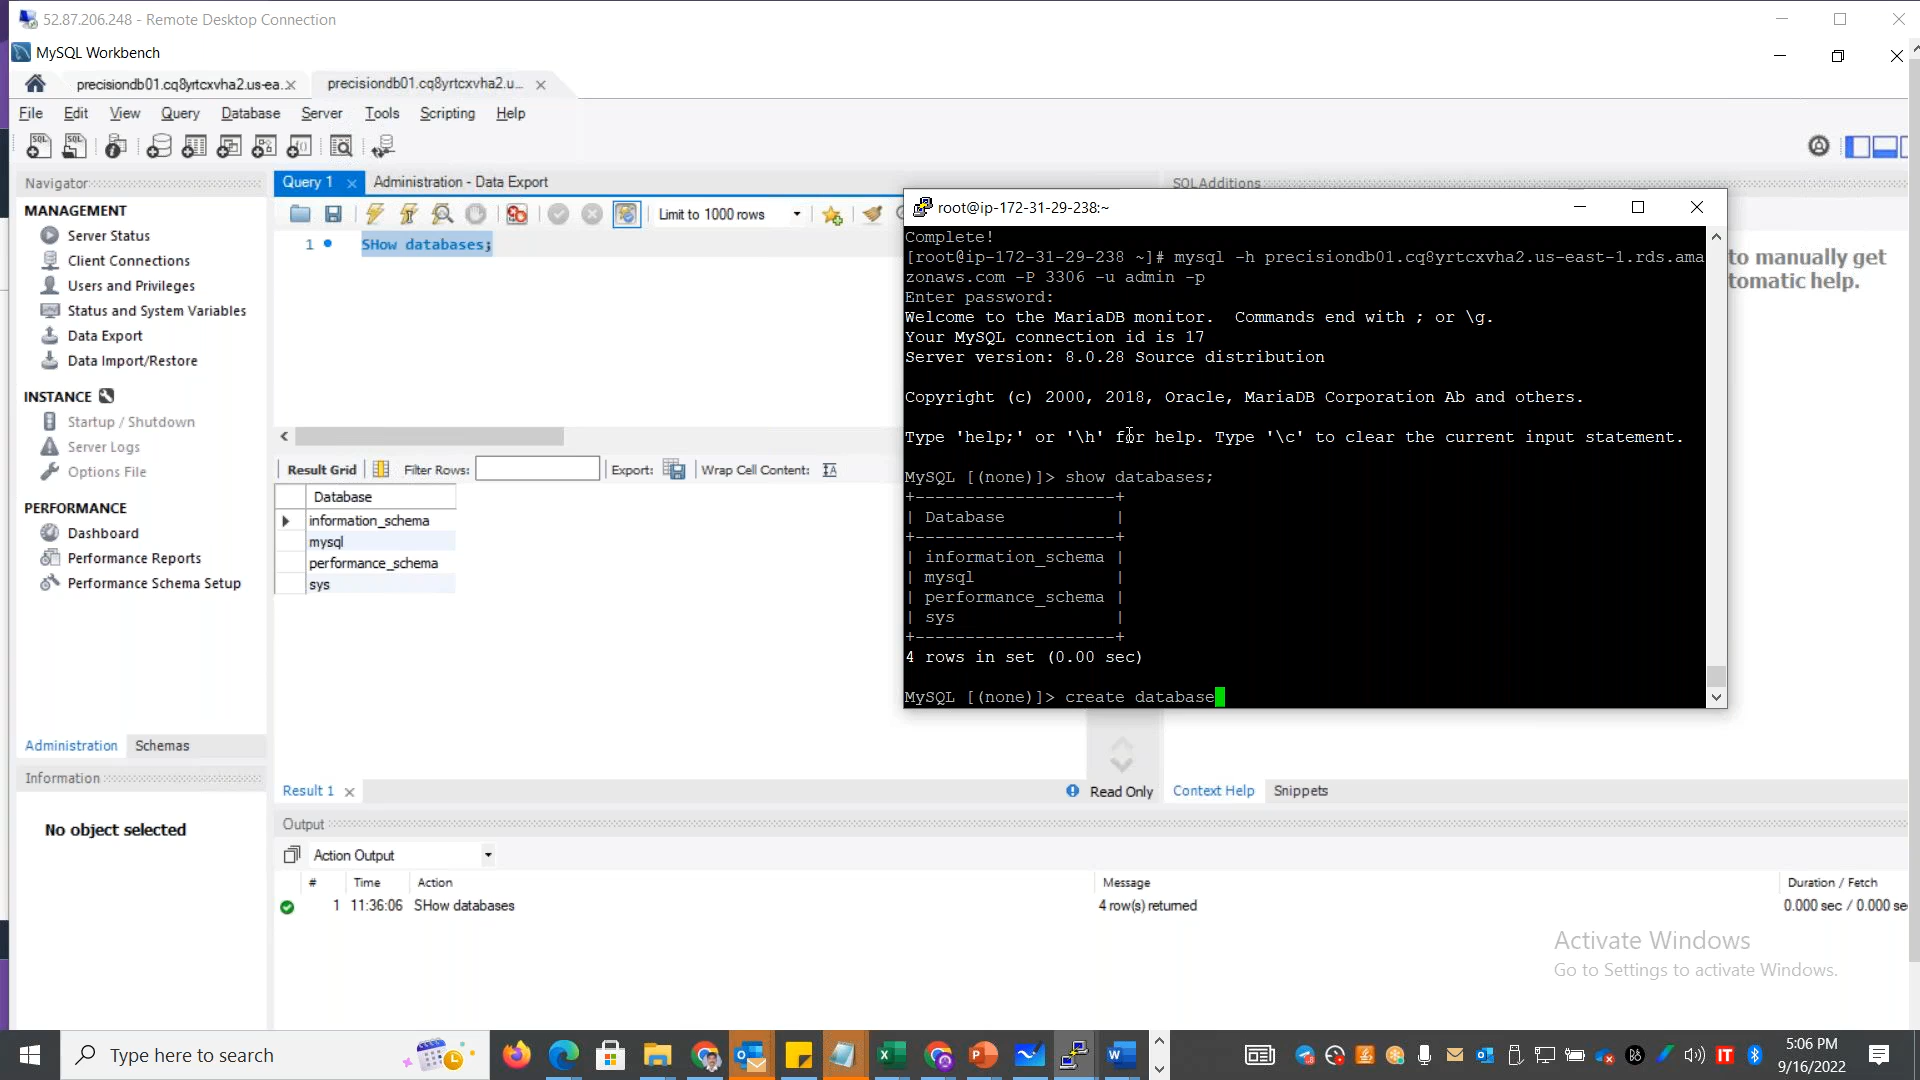 52.87.206.248 - Remote Desktop Connection
MySQL Workbench
precisiondb01.cq8yrtcxvha2.us-ea..
precisiondb01.cq8yrtcxvha2.u...
File Edit View Query Database Server Tools Scripting Help
Navigator
MANAGEMENT
Server Status
Client Connections
Users and Privileges
Status and System Variables
Data Export
Data Import/Restore
INSTANCE
Startup / Shutdown
Server Logs
Options File
PERFORMANCE
Dashboard
Performance Reports
Performance Schema Setup
Administration Schemas
Information
No object selected
Query 1
Administration - Data Export
Limit to 1000 rows
1
SHow databases;
Result Grid
Filter Rows:
Export:
Wrap Cell Content:
Database
information_schema
mysql
performance_schema
sys
Result 1
Read Only
SQLAdditions
to manually get
tomatic help.
Context Help
Snippets
root@ip-172-31-29-238:~
Complete!
[root@ip-172-31-29-238 ~]# mysql -h precisiondb01.cq8yrtcxvha2.us-east-1.rds.ama
zonaws.com -P 3306 -u admin -p
Enter password:
Welcome to the MariaDB monitor.  Commands end with ; or \g.
Your MySQL connection id is 17
Server version: 8.0.28 Source distribution
Copyright (c) 2000, 2018, Oracle, MariaDB Corporation Ab and others.
Type 'help;' or '\h' for help. Type '\c' to clear the current input statement.
MySQL [(none)]> show databases;
+--------------------+
| Database           |
+--------------------+
| information_schema |
| mysql              |
| performance_schema |
| sys                |
+--------------------+
4 rows in set (0.00 sec)
MySQL [(none)]> create database
Output
Action Output
# Time Action Message Duration / Fetch
1 11:36:06 SHow databases 4 row(s) returned 0.000 sec / 0.000 se
Activate Windows
Go to Settings to activate Windows.
Type here to search
5:06 PM
9/16/2022